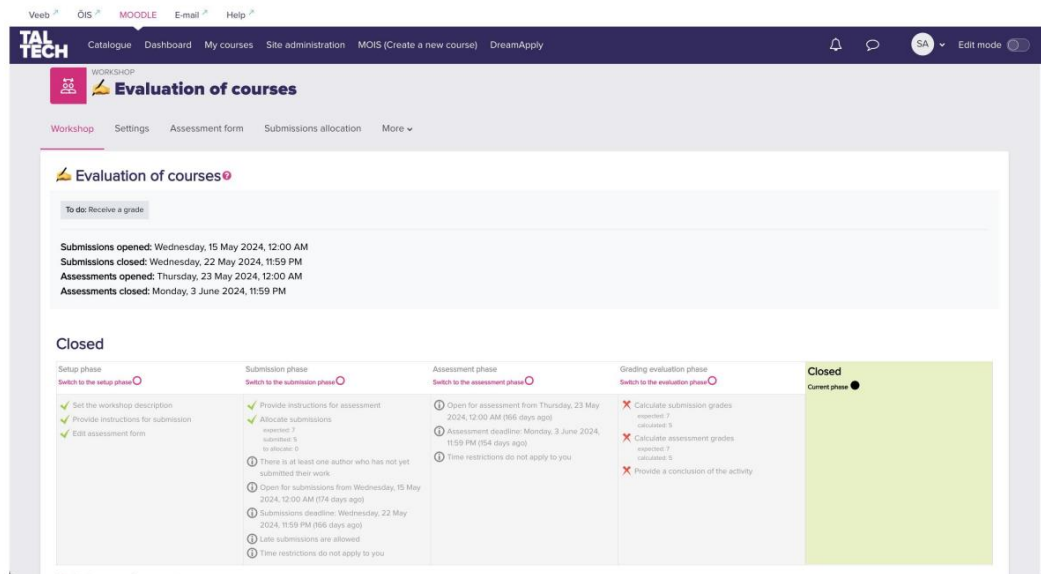 Veeb ÕIS MOODLE E-mail Help
TAL
TECH
Catalogue Dashboard My courses Site administration MOIS (Create a new course) DreamApply SA Edit mode
WORKSHOP
Evaluation of courses
Workshop Settings Assessment form Submissions allocation More
Evaluation of courses
To do: Receive a grade
Submissions opened: Wednesday, 15 May 2024, 12:00 AM
Submissions closed: Wednesday, 22 May 2024, 11:59 PM
Assessments opened: Thursday, 23 May 2024, 12:00 AM
Assessments closed: Monday, 3 June 2024, 11:59 PM
Closed
Setup phase
Switch to the setup phase
Set the workshop description
Provide instructions for submission
Edit assessment form
Submission phase
Switch to the submission phase
Provide instructions for assessment
Allocate submissions
expected: 7
submitted: 5
to allocate: 0
There is at least one author who has not yet
submitted their work
Open for submissions from Wednesday, 15 May
2024, 12:00 AM (174 days ago)
Submissions deadline: Wednesday, 22 May
2024, 11:59 PM (166 days ago)
Late submissions are allowed
Time restrictions do not apply to you
Assessment phase
Switch to the assessment phase
Open for assessment from Thursday, 23 May
2024, 12:00 AM (166 days ago)
Assessment deadline: Monday, 3 June 2024,
11:59 PM (154 days ago)
Time restrictions do not apply to you
Grading evaluation phase
Switch to the evaluation phase
Calculate submission grades
expected: 7
calculated: 5
Calculate assessment grades
expected: 7
calculated: 5
Provide a conclusion of the activity
Closed
Current phase